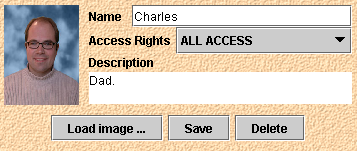 Name Charles
Access Rights ALL ACCESS
Description
Dad.
Load image ... Save Delete